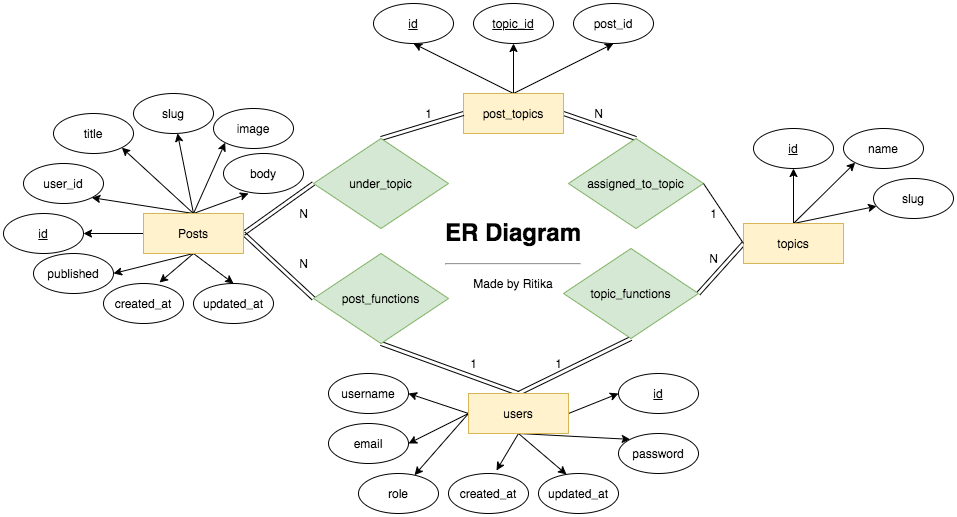 id
topic_id
post_id
slug
title
image
1
post_topics
N
id
name
body
user_id
under_topic
assigned_to_topic
slug
N
1
id
Posts
ER Diagram
topics
N
N
published
Made by Ritika
created_at
updated_at
post_functions
topic_functions
1
1
username
id
users
email
password
role
created_at
updated_at